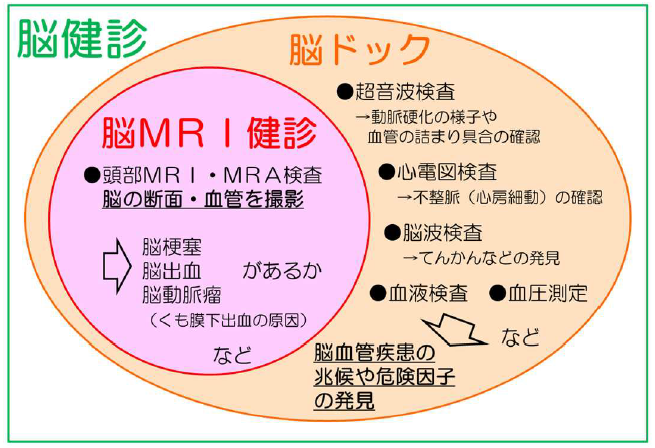 脳健診
脳ドック
●超音波検査
→動脈硬化の様子や
血管の詰まり具合の確認
●心電図検査
→不整脈（心房細動）の確認
●脳波検査
→てんかんなどの発見
●血液検査 ●血圧測定
など
脳血管疾患の
兆候や危険因子
の発見
脳ＭＲＩ健診
●頭部ＭＲＩ・ＭＲＡ検査
脳の断面・血管を撮影
脳梗塞
脳出血 があるか
脳動脈瘤
（くも膜下出血の原因）
など